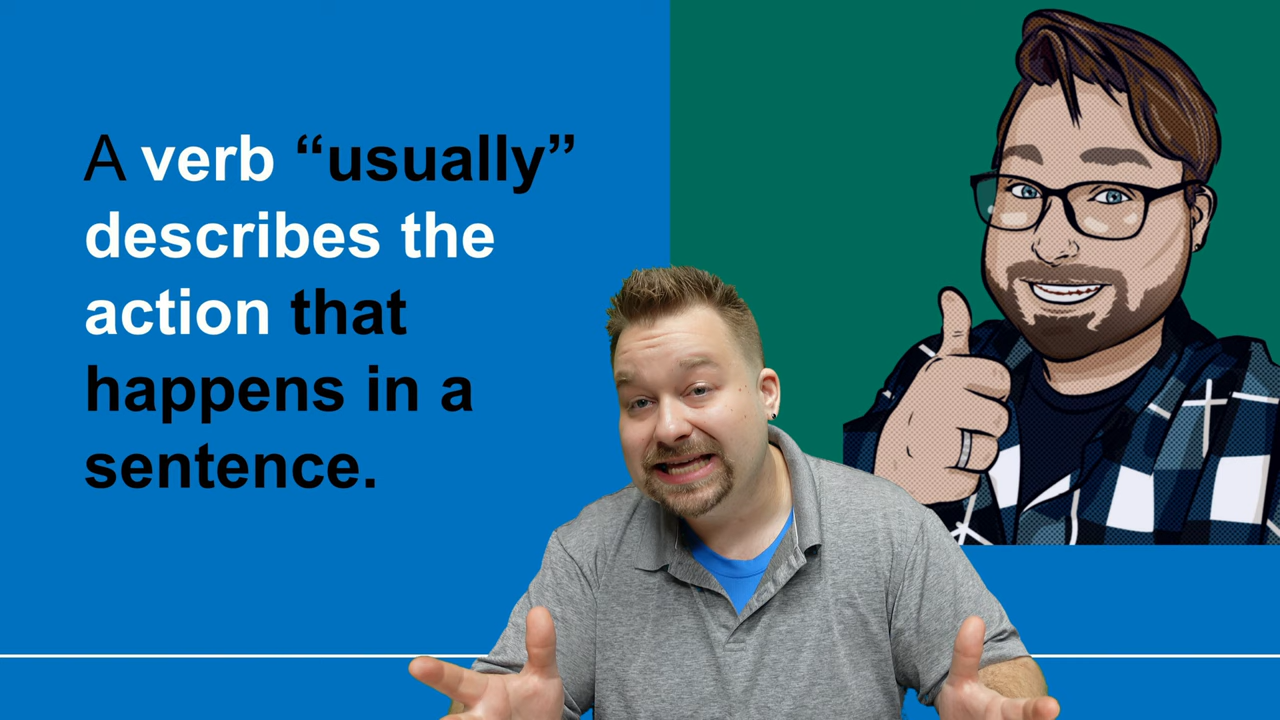 A verb “usually”
describes the
action that
happens in a
sentence.